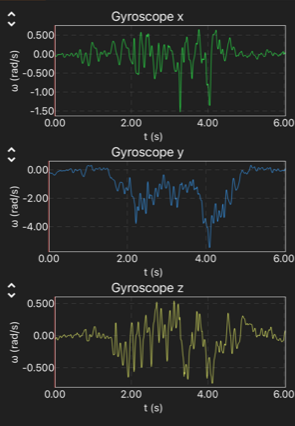 Gyroscope x
0.500
0.00
-0.500
-1.00
-1.50
ω (rad/s)
0.00 2.00 4.00 6.00
t (s)
Gyroscope y
0.00
-2.00
-4.00
ω (rad/s)
0.00 2.00 4.00 6.00
t (s)
Gyroscope z
0.500
0.00
-0.500
ω (rad/s)
0.00 2.00 4.00 6.00
t (s)